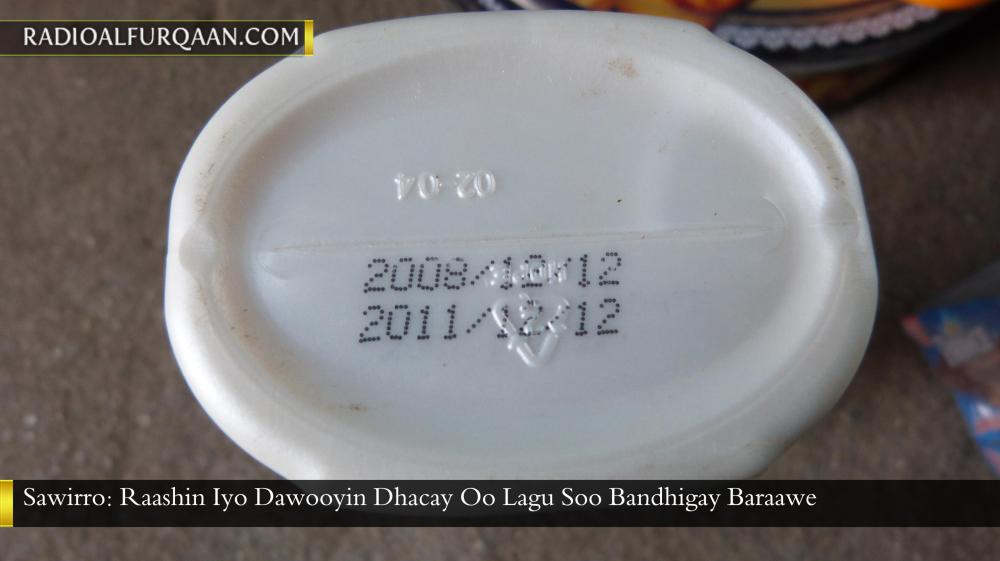 RADIOALFURQAAN.COM
02 04
2008/12/12
2011/12/12
Sawirro: Raashin Iyo Dawooyin Dhacay Oo Lagu Soo Bandhigay Baraawe